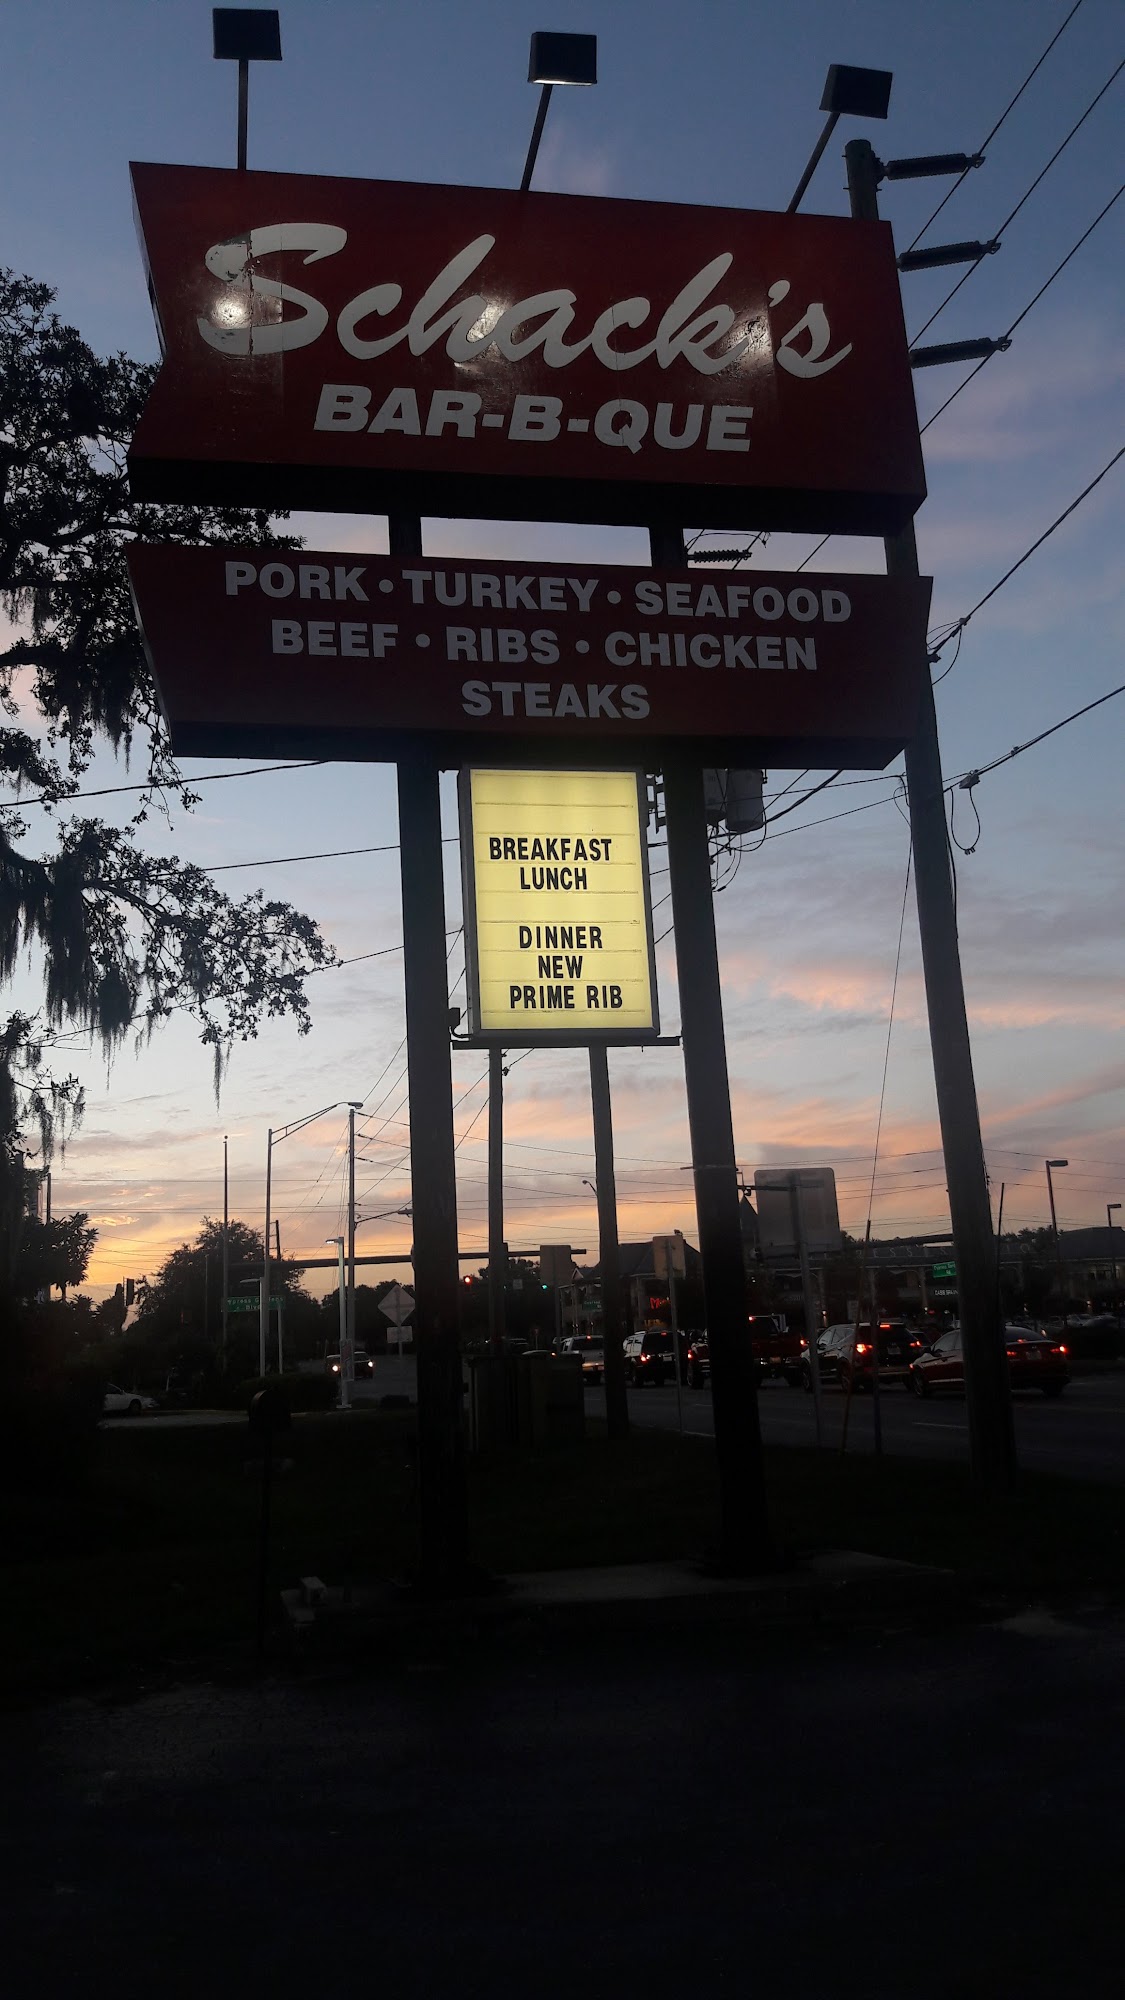 Schack's
BAR-B-QUE
PORK • TURKEY • SEAFOOD
BEEF • RIBS • CHICKEN
STEAKS
BREAKFAST
LUNCH
DINNER
NEW
PRIME RIB